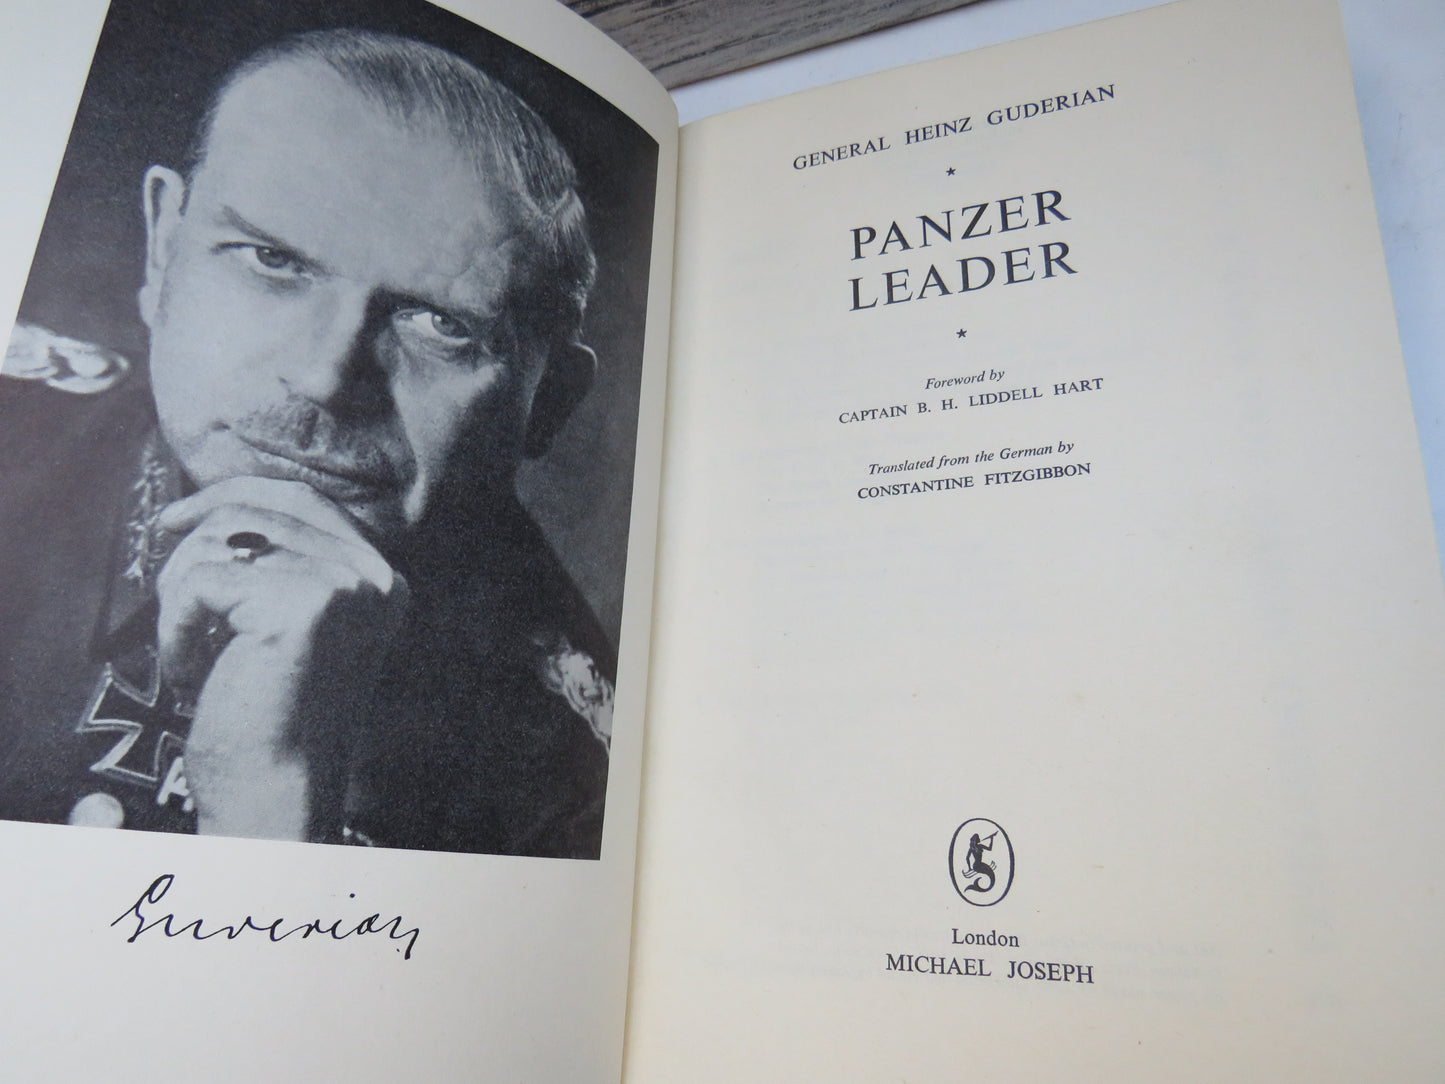 Guderian
GENERAL HEINZ GUDERIAN
PANZER
LEADER
Foreword by
CAPTAIN B. H. LIDDELL HART
Translated from the German by
CONSTANTINE FITZGIBBON
London
MICHAEL JOSEPH